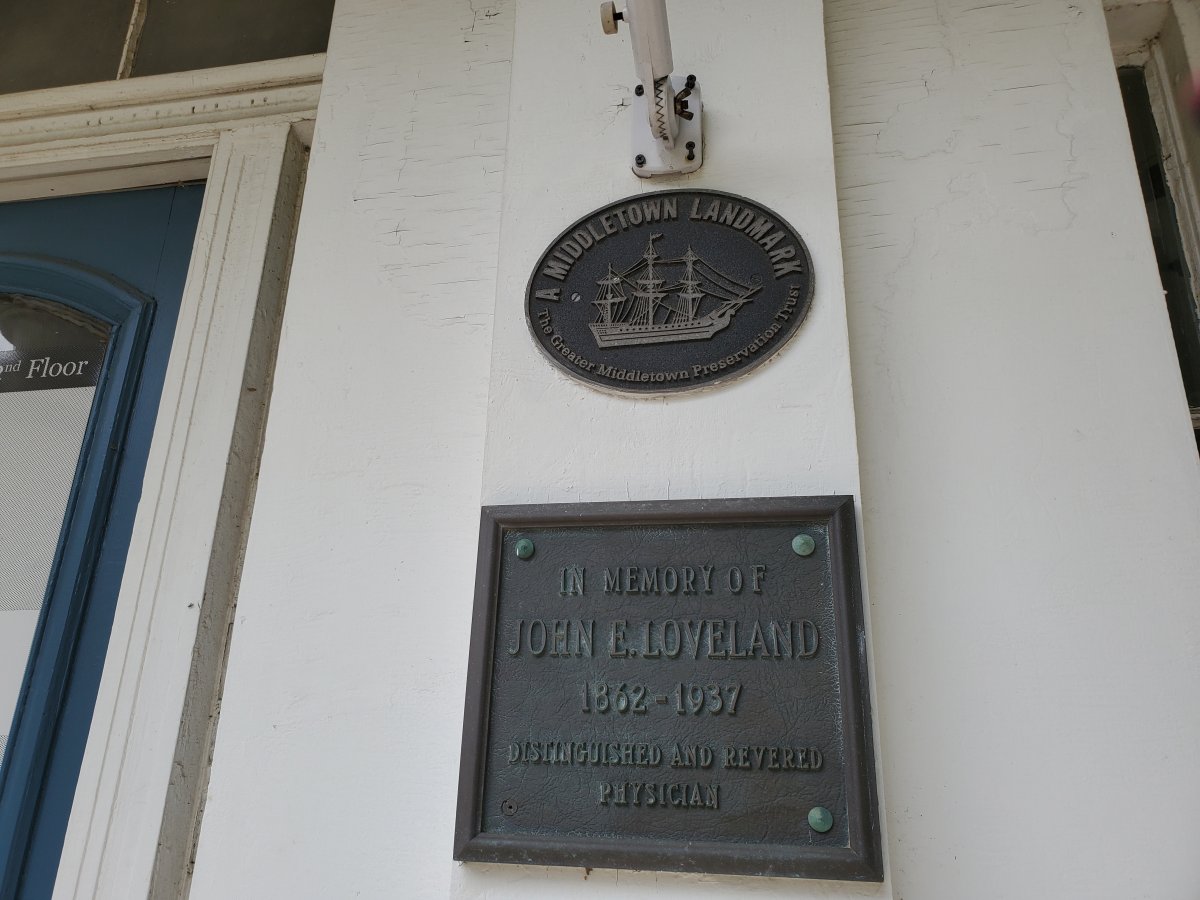 A MIDDLETOWN LANDMARK
The Greater Middletown Preservation Trust
nd Floor
IN MEMORY OF
JOHN E. LOVELAND
1862-1937
DISTINGUISHED AND REVERED
PHYSICIAN